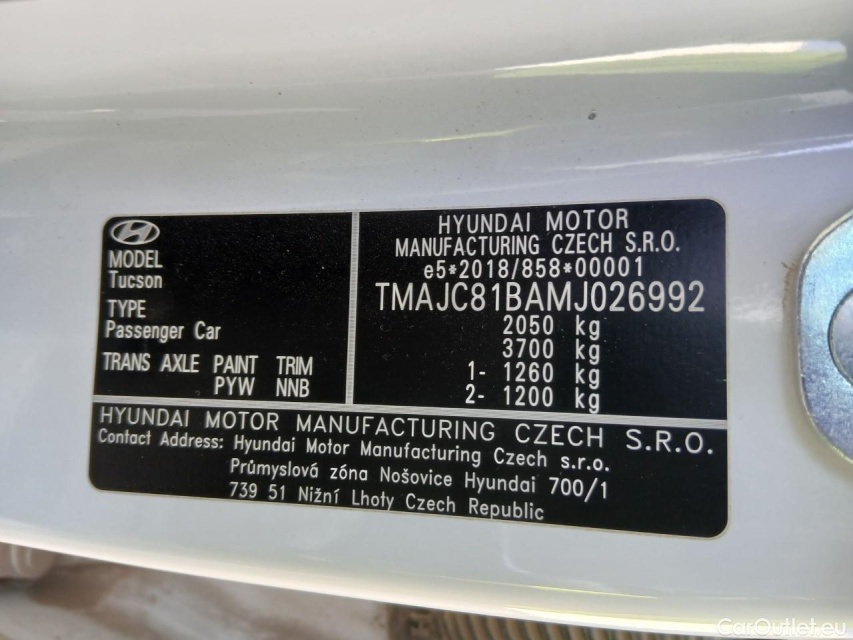 MODEL
Tucson
TYPE
Passenger Car
TRANS AXLE PAINT TRIM
PYW NNB
HYUNDAI MOTOR
MANUFACTURING CZECH S.R.O.
e5*2018/858*00001
TMAJC81BAMJ026992
2050 kg
3700 kg
1- 1260 kg
2- 1200 kg
HYUNDAI MOTOR MANUFACTURING CZECH S.R.O.
Contact Address: Hyundai Motor Manufacturing Czech s.r.o.
Průmyslová zóna Nošovice Hyundai 700/1
739 51 Nižní Lhoty Czech Republic
CarOutlet.eu